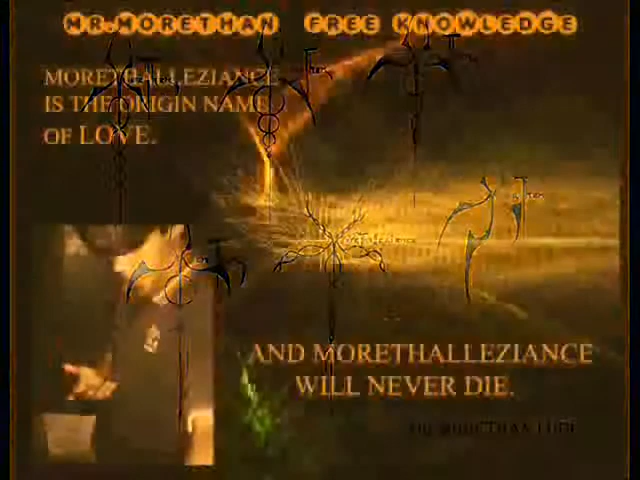 MR.MORETHAN FREE KNOWLEDGE
MORETHALLEZIANCE
IS THE ORIGIN NAME
OF LOVE.
AND MORETHALLEZIANCE
WILL NEVER DIE.